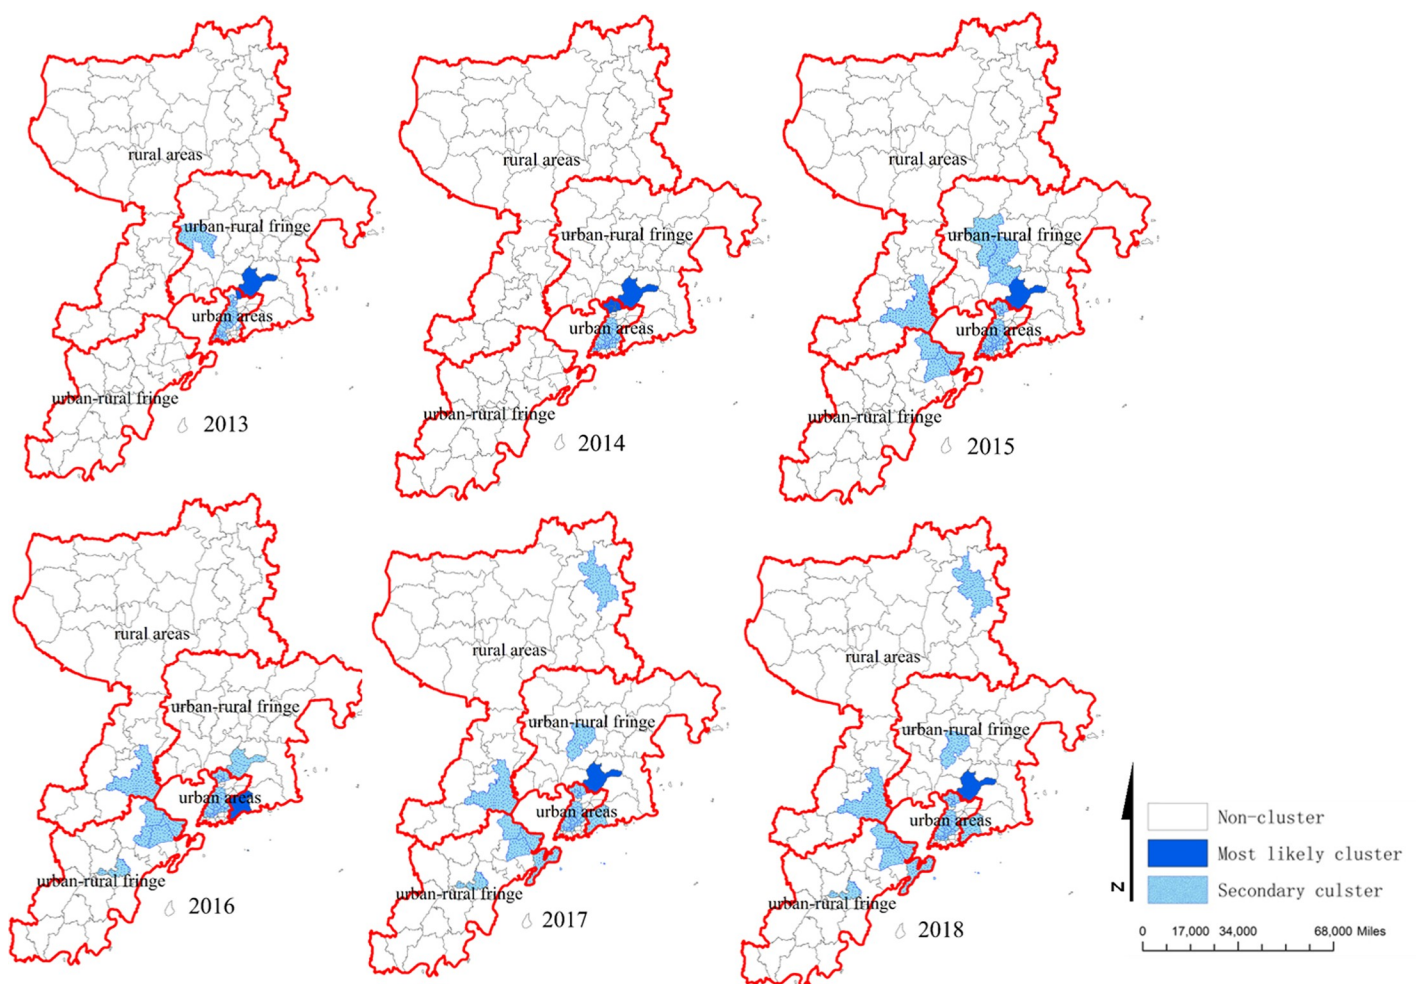 rural areas
urban-rural fringe
urban areas
urban-rural fringe
2013
rural areas
urban-rural fringe
urban areas
urban-rural fringe
2014
rural areas
urban-rural fringe
urban areas
urban-rural fringe
2015
rural areas
urban-rural fringe
urban areas
urban-rural fringe
2016
rural areas
urban-rural fringe
urban areas
urban-rural fringe
2017
rural areas
urban-rural fringe
urban areas
urban-rural fringe
2018
N
Non-cluster
Most likely cluster
Secondary culster
0 17,000 34,000 68,000 Miles